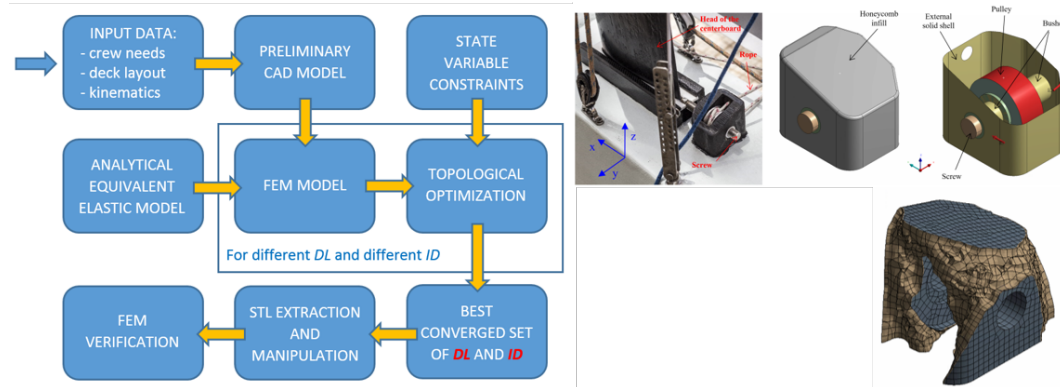 INPUT DATA:
- crew needs
- deck layout
- kinematics
PRELIMINARY
CAD MODEL
STATE
VARIABLE
CONSTRAINTS
ANALYTICAL
EQUIVALENT
ELASTIC MODEL
FEM MODEL
TOPOLOGICAL
OPTIMIZATION
For different DL and different ID
FEM
VERIFICATION
STL EXTRACTION
AND
MANIPULATION
BEST
CONVERGED SET
OF DL AND ID
Head of the
centerboard
Rope
z
x
y
Screw
Honeycomb
infill
External
solid shell
Pulley
Screw